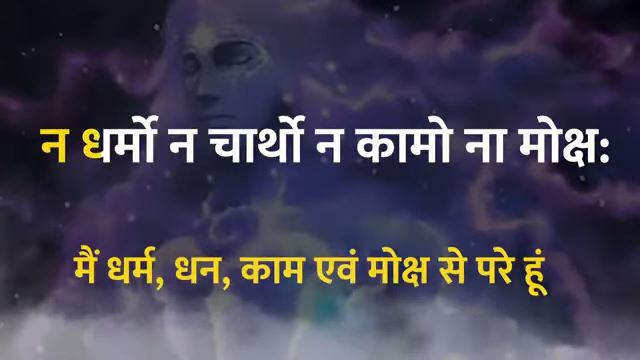 न धर्मो न चार्थो न कामो ना मोक्ष:
मैं धर्म, धन, काम एवं मोक्ष से परे हूं